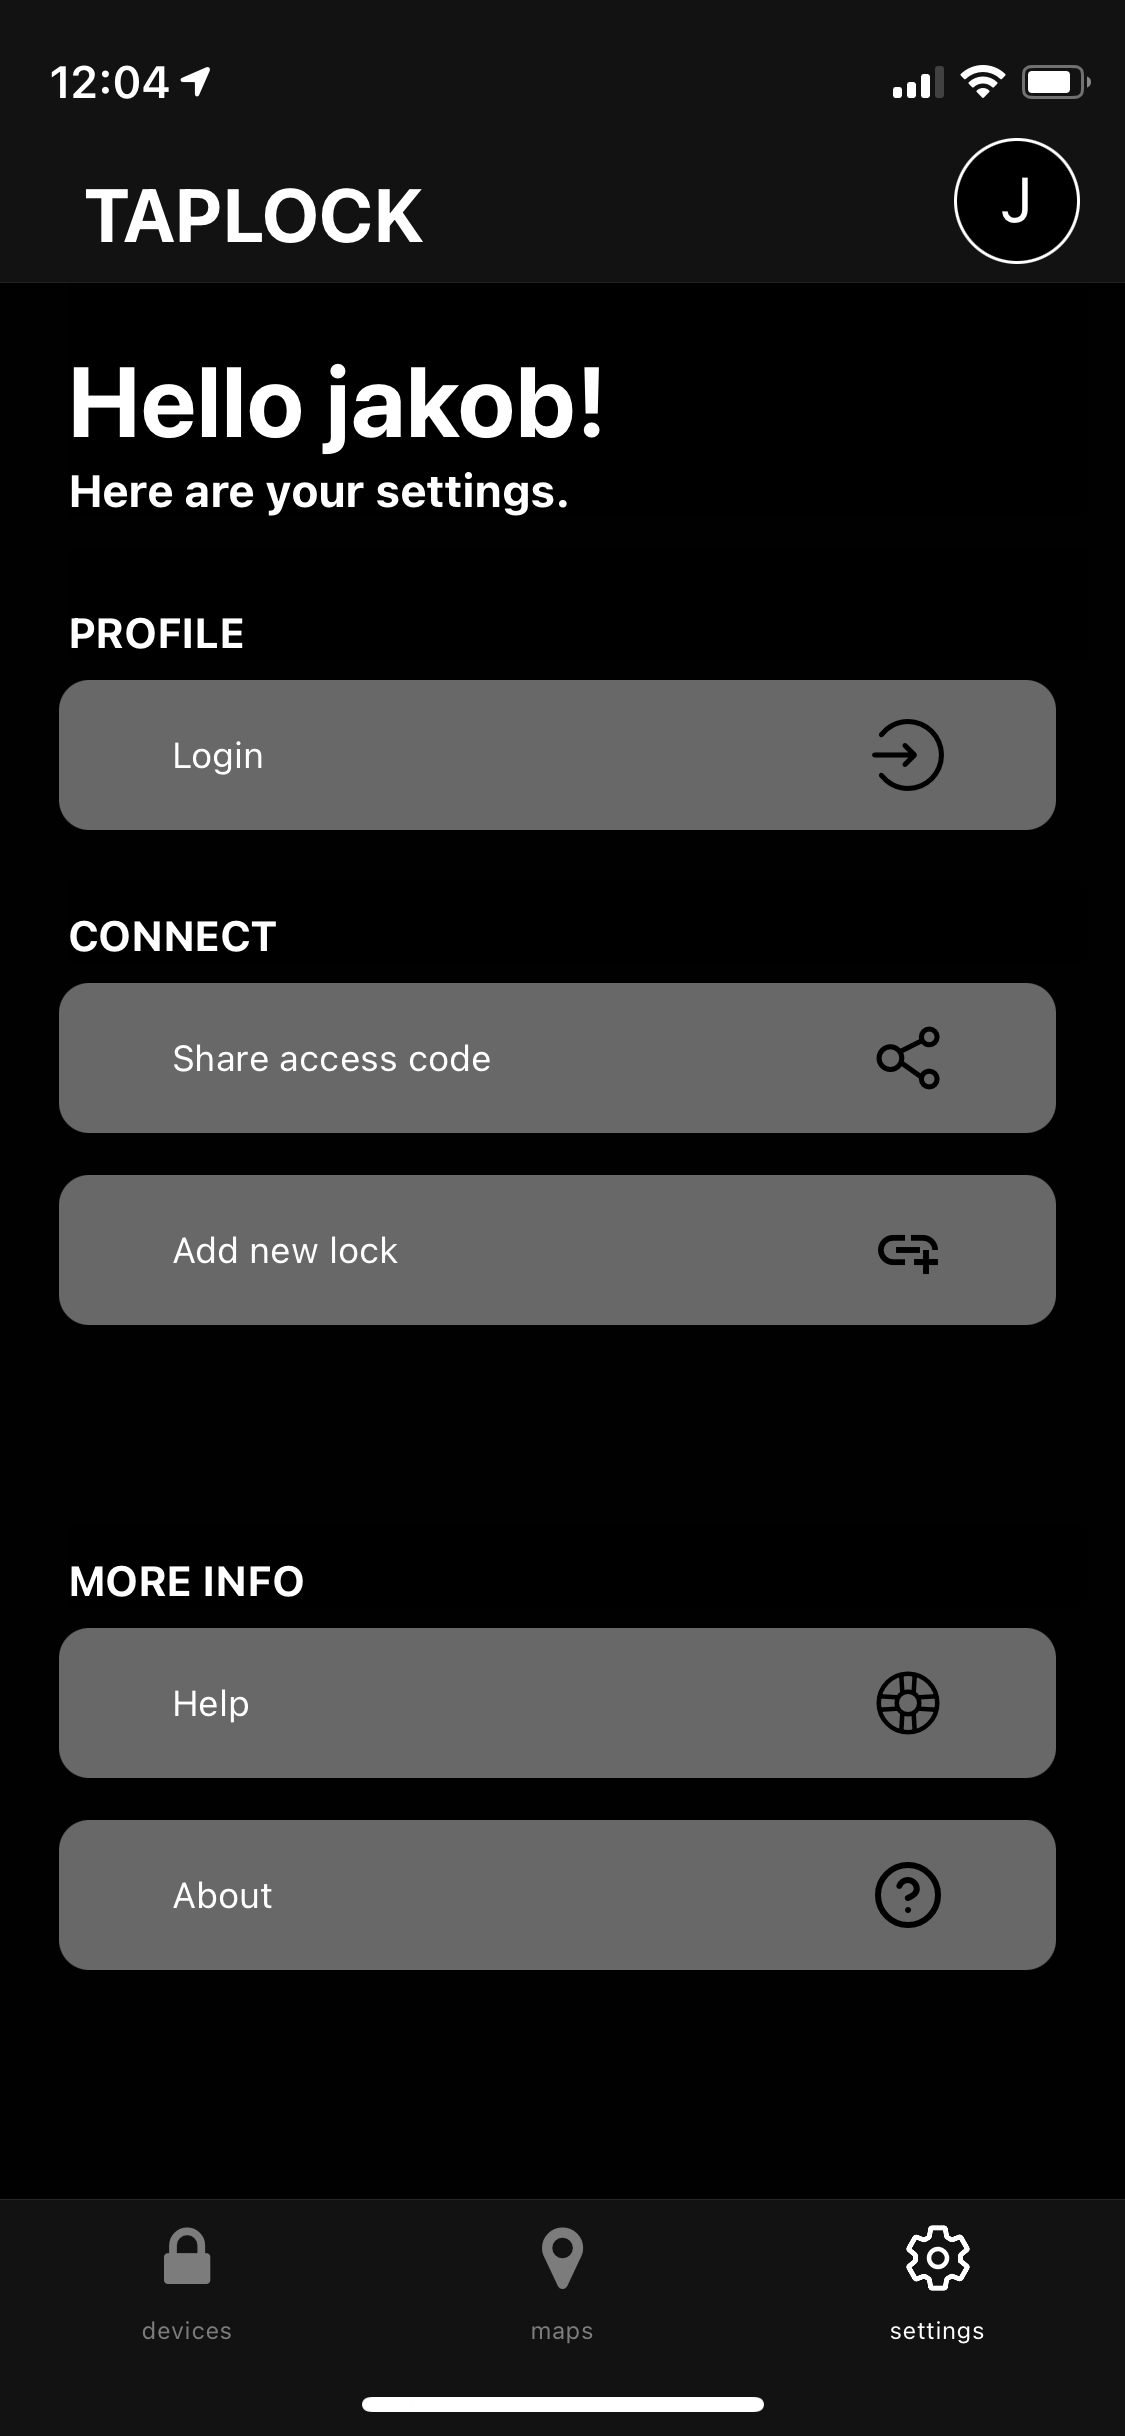 12:04
TAPLOCK
J
Hello jakob!
Here are your settings.
PROFILE
Login
CONNECT
Share access code
Add new lock
MORE INFO
Help
About
devices
maps
settings